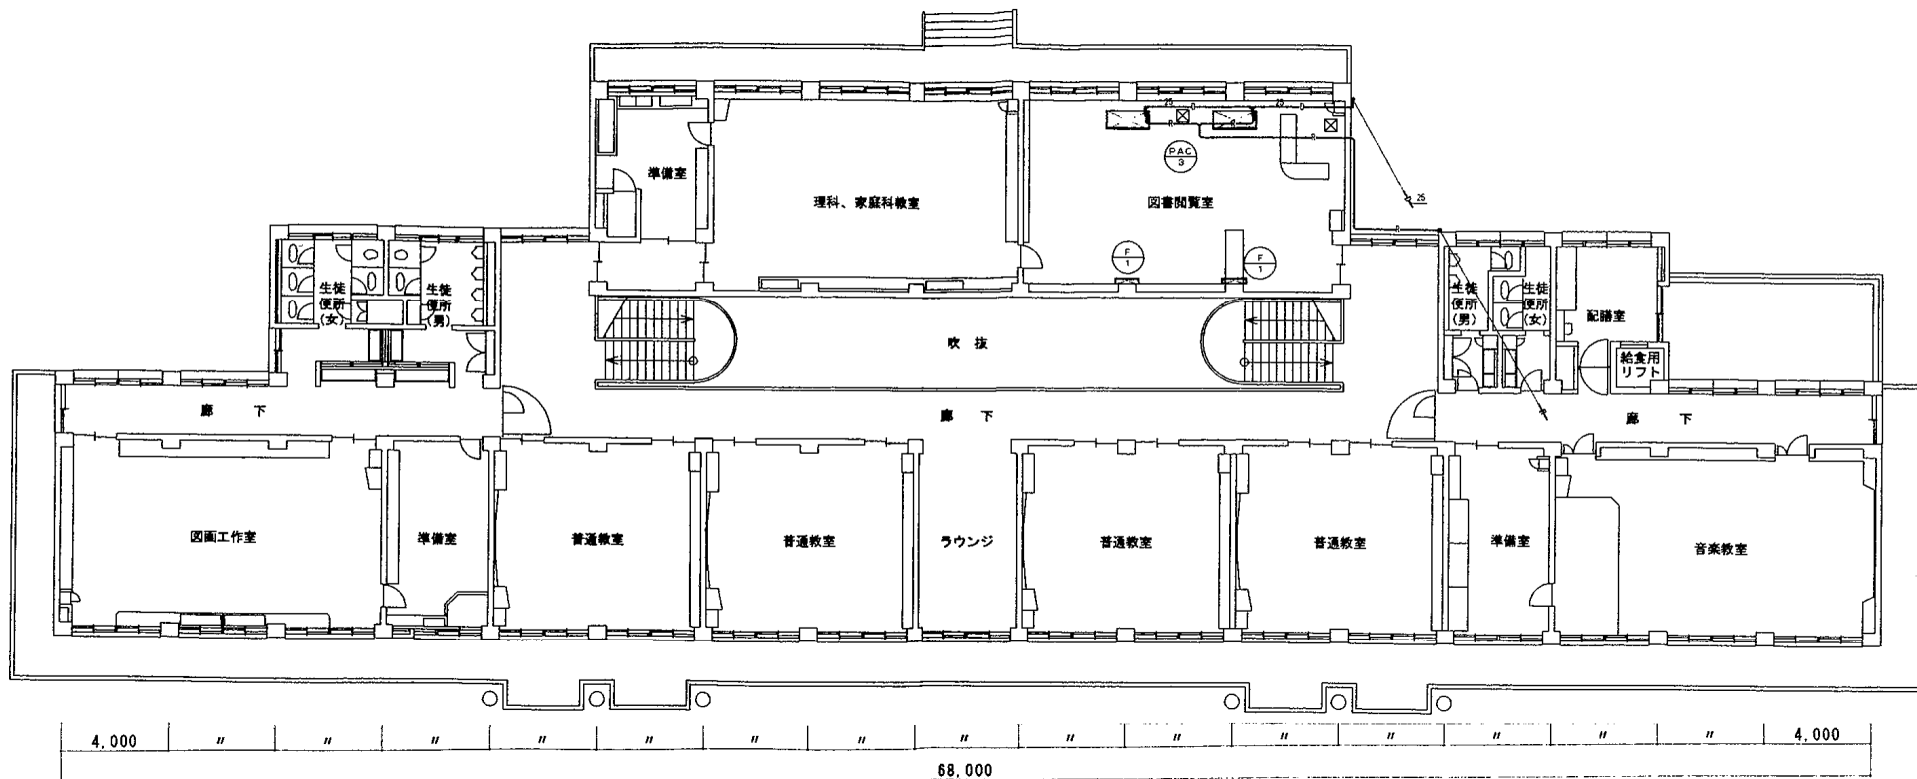 25
25
PAC
3
準備室
理科、家庭科教室
図書閲覧室
25
R
R
R
R
F
1
F
1
生徒
便所
(女)
生徒
便所
(男)
生徒
便所
(男)
生徒
便所
(女)
配膳室
吹 抜
給食用
リフト
廊 下
廊 下
廊 下
図画工作室
準備室
普通教室
普通教室
ラウンジ
普通教室
普通教室
準備室
音楽教室
4,000 〃 〃 〃 〃 〃 〃 〃 〃 〃 〃 〃 〃 〃 〃 〃 4,000
68,000